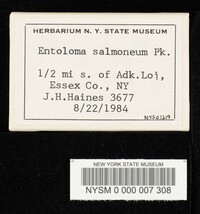 HERBARIUM N. Y. STATE MUSEUM
Entoloma salmoneum Pk.
1/2 mi s. of Adk.Loj,
Essex Co., NY
J.H.Haines 3677
8/22/1984
NEW YORK STATE MUSEUM
NYSM 0 000 007 308